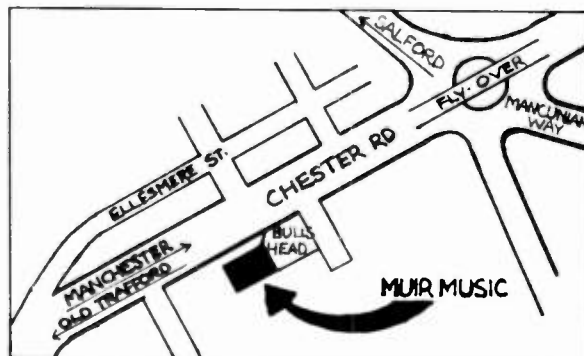 SALFORD
FLY-OVER
MANCUNIAN
WAY
ELLESMERE ST.
CHESTER RD
BULLS
HEAD
MANCHESTER
OLD TRAFFORD
MUIR MUSIC